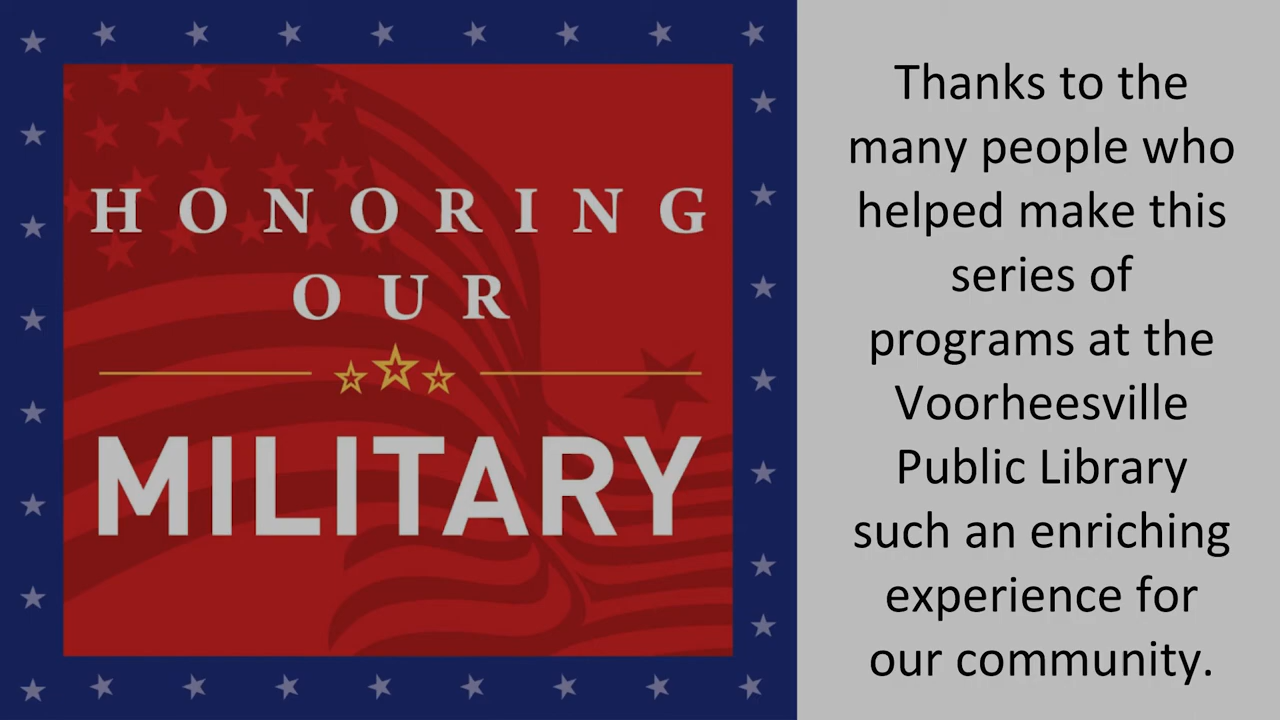 HONORING
OUR
MILITARY
Thanks to the
many people who
helped make this
series of
programs at the
Voorheesville
Public Library
such an enriching
experience for
our community.